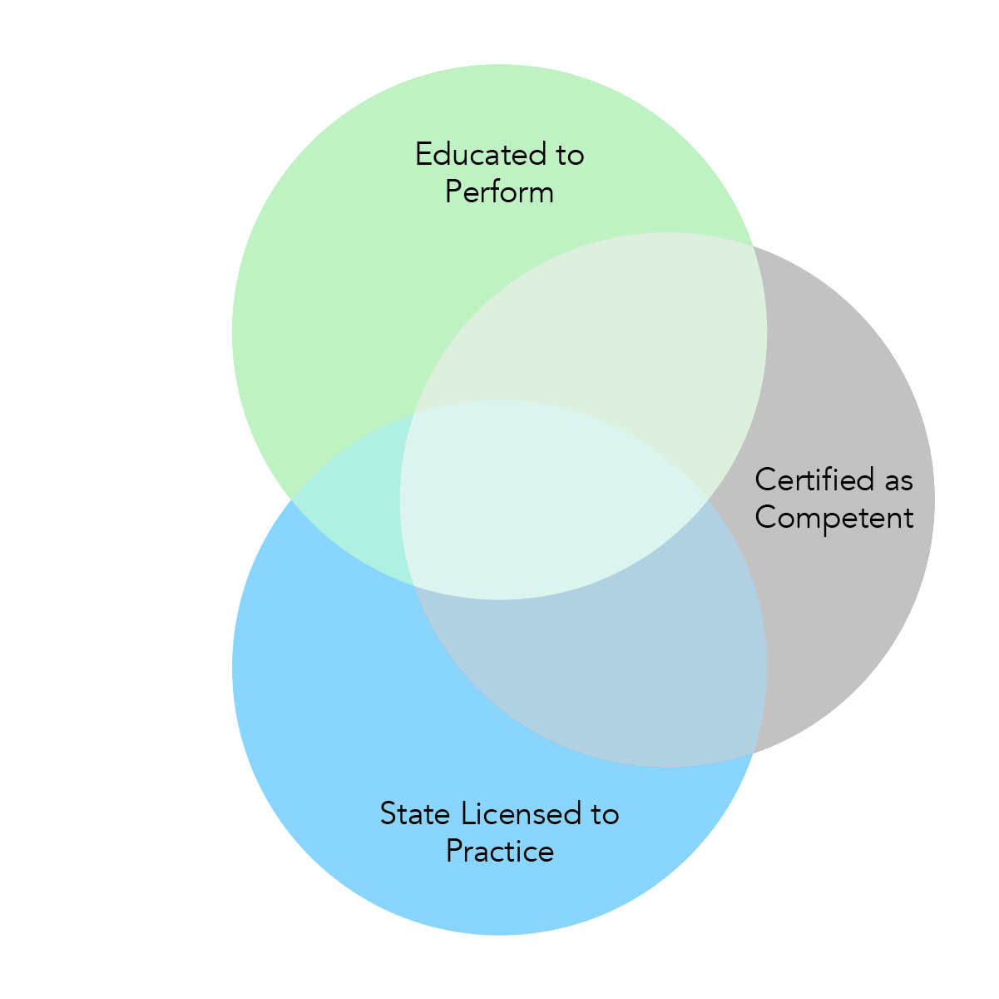 Educated to
Perform
Certified as
Competent
State Licensed to
Practice